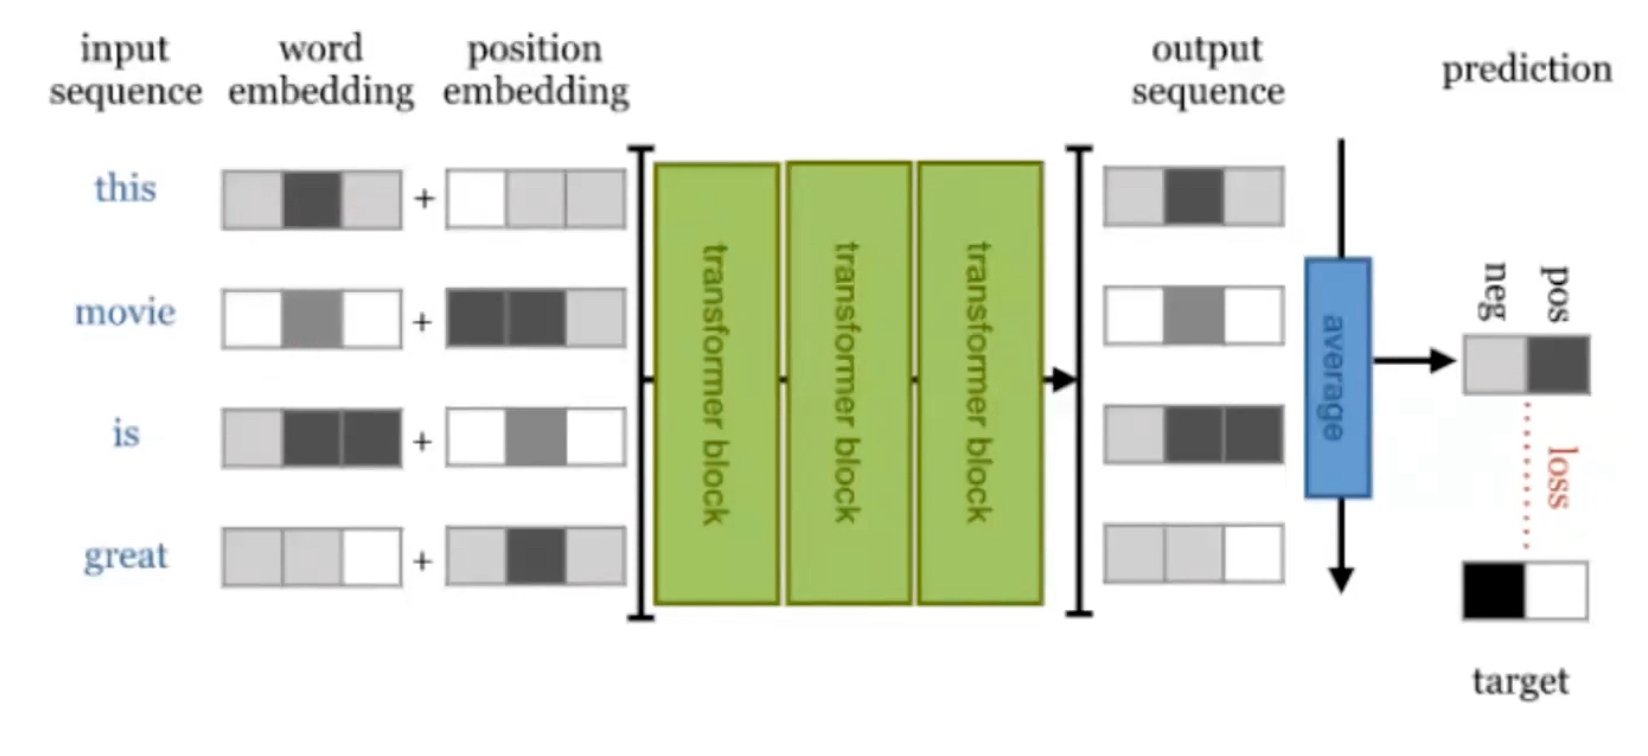 input
sequence
word
embedding
position
embedding
output
sequence
prediction
this
+
movie
+
is
+
great
+
transformer block
transformer block
transformer block
average
neg
pos
loss
target